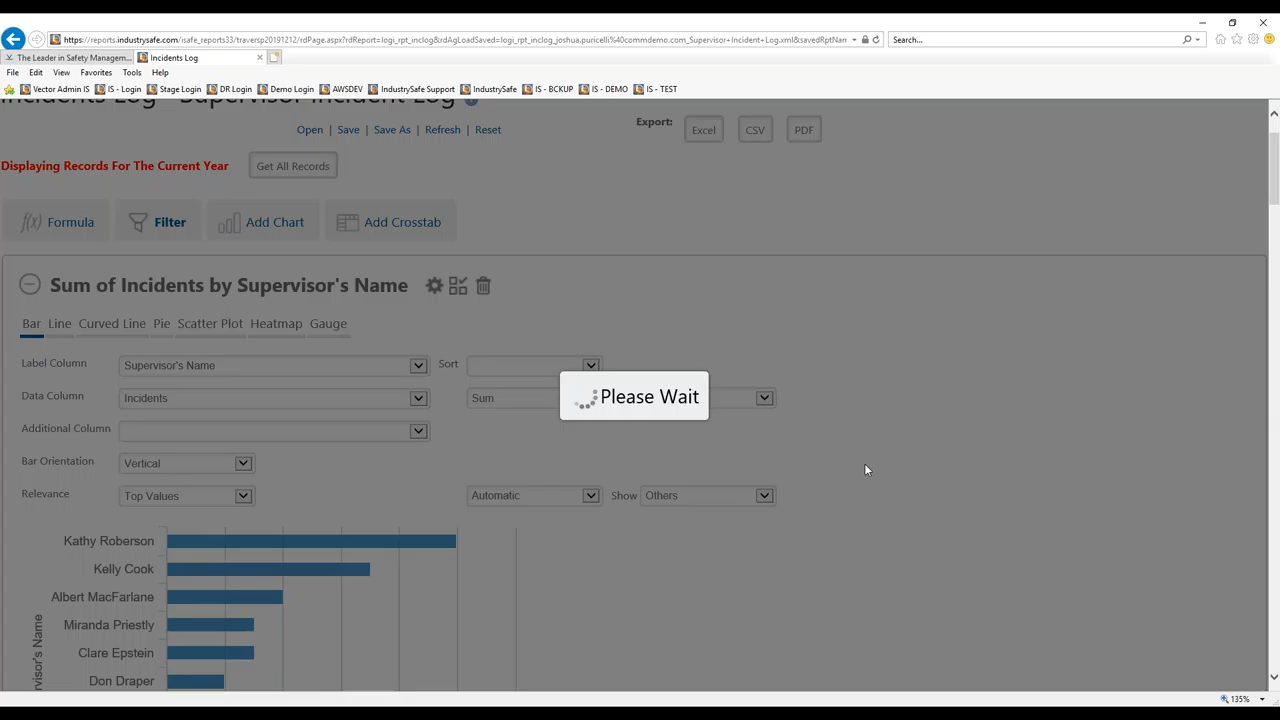 https://reports.industrysafe.com/isafe_reports33/traversp20191212/rdPage.aspx?rdReport=logi_rpt_inclog&rdAgLoadSaved=logi_rpt_inclog_joshua.puricelli%40commdemo.com_Supervisor+Incident+Log.xml&savedRptNam
Search...
The Leader in Safety Managem...
Incidents Log
File Edit View Favorites Tools Help
Vector Admin IS IS - Login Stage Login DR Login Demo Login AWSDEV IndustrySafe Support IndustrySafe IS - BCKUP IS - DEMO IS - TEST
Incidents Log - Supervisor Incident Log
Open | Save | Save As | Refresh | Reset
Export: Excel CSV PDF
Displaying Records For The Current Year Get All Records
f(x) Formula Filter Add Chart Add Crosstab
Sum of Incidents by Supervisor's Name
Bar Line Curved Line Pie Scatter Plot Heatmap Gauge
Label Column Supervisor's Name Sort
Data Column Incidents Sum
Please Wait
Additional Column
Bar Orientation Vertical
Relevance Top Values Automatic Show Others
Kathy Roberson
Kelly Cook
Albert MacFarlane
Miranda Priestly
Clare Epstein
Don Draper
rvisor's Name
135%